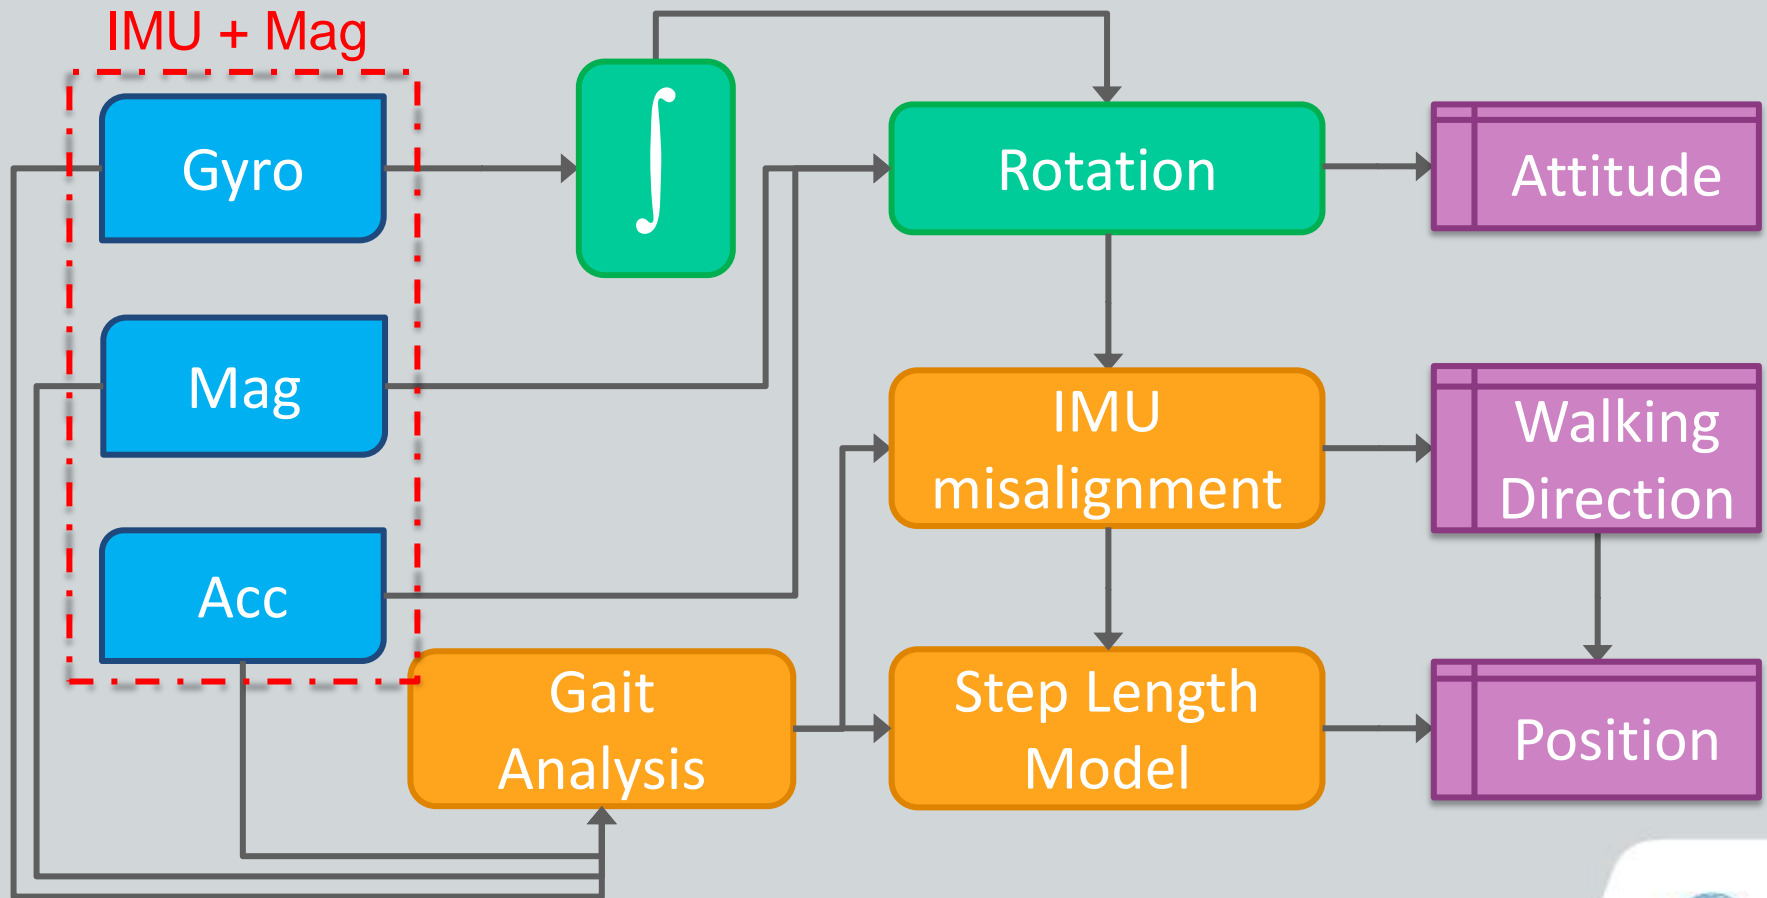 IMU + Mag
Gyro
∫
Rotation
Attitude
Mag
IMU
misalignment
Walking
Direction
Acc
Gait
Analysis
Step Length
Model
Position